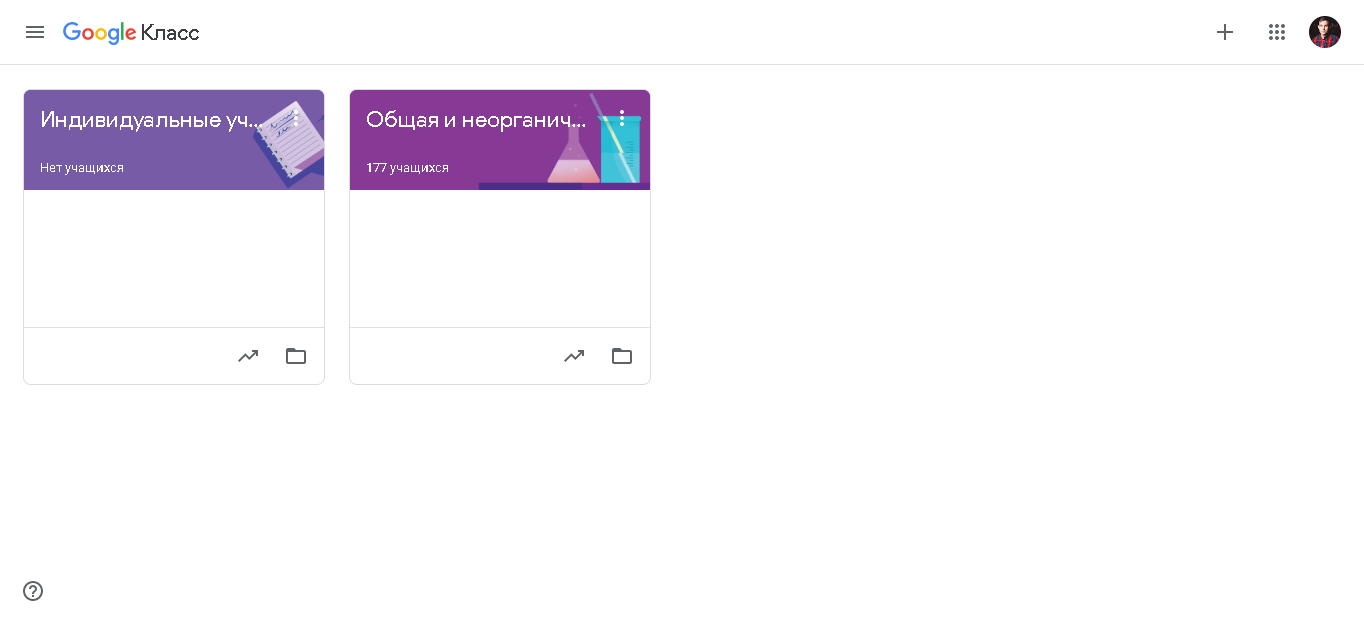 Google Класс
Индивидуальные уч...
Нет учащихся
Общая и неорганич...
177 учащихся